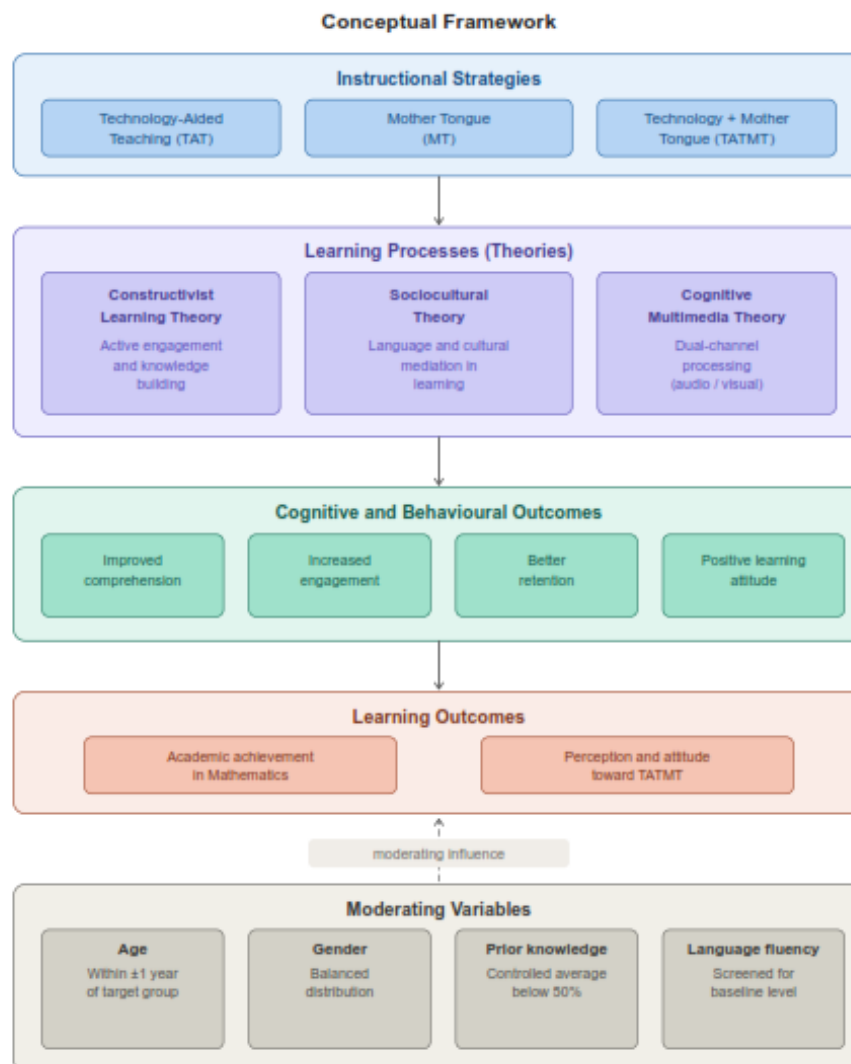 Conceptual Framework
Instructional Strategies
Technology-Aided
Teaching (TAT)
Mother Tongue
(MT)
Technology + Mother
Tongue (TATMT)
Learning Processes (Theories)
Constructivist
Learning Theory
Active engagement
and knowledge
building
Sociocultural
Theory
Language and cultural
mediation in
learning
Cognitive
Multimedia Theory
Dual-channel
processing
(audio / visual)
Cognitive and Behavioural Outcomes
Improved
comprehension
Increased
engagement
Better
retention
Positive learning
attitude
Learning Outcomes
Academic achievement
in Mathematics
Perception and attitude
toward TATMT
moderating influence
Moderating Variables
Age
Within ±1 year
of target group
Gender
Balanced
distribution
Prior knowledge
Controlled average
below 50%
Language fluency
Screened for
baseline level